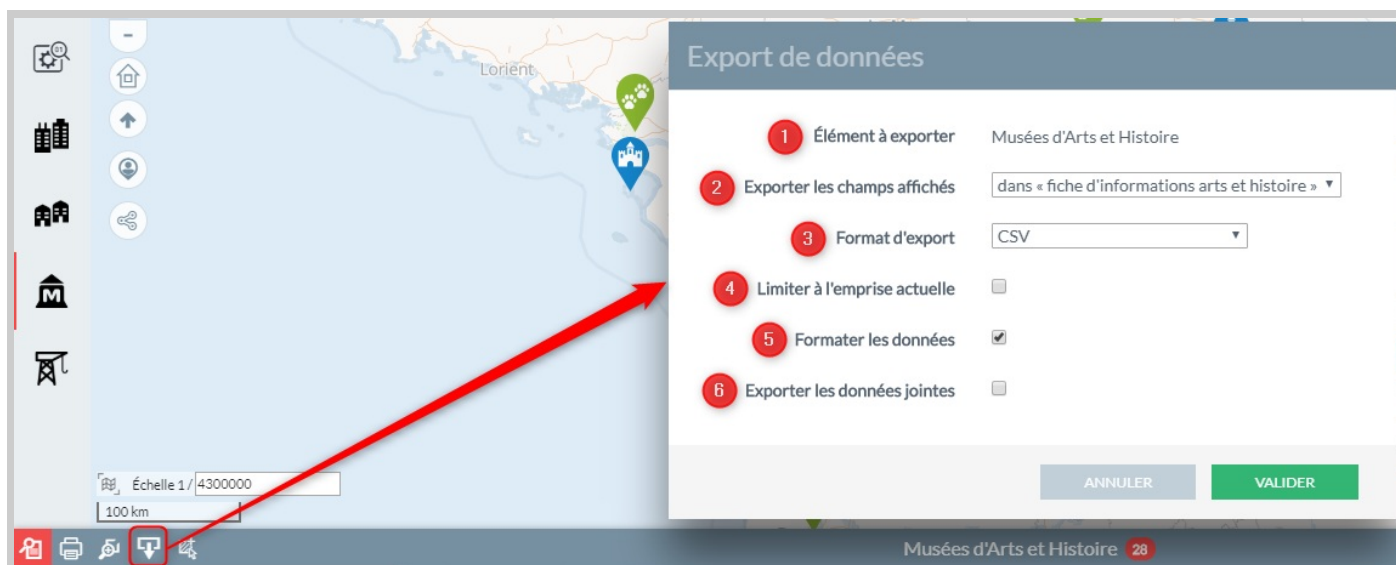 01
Lorient
Export de données
1 Élément à exporter Musées d'Arts et Histoire
2 Exporter les champs affichés dans « fiche d'informations arts et histoire »
3 Format d'export CSV
4 Limiter à l'emprise actuelle
5 Formater les données
6 Exporter les données jointes
ANNULER VALIDER
M
Échelle 1 / 4300000
100 km
Musées d'Arts et Histoire 28